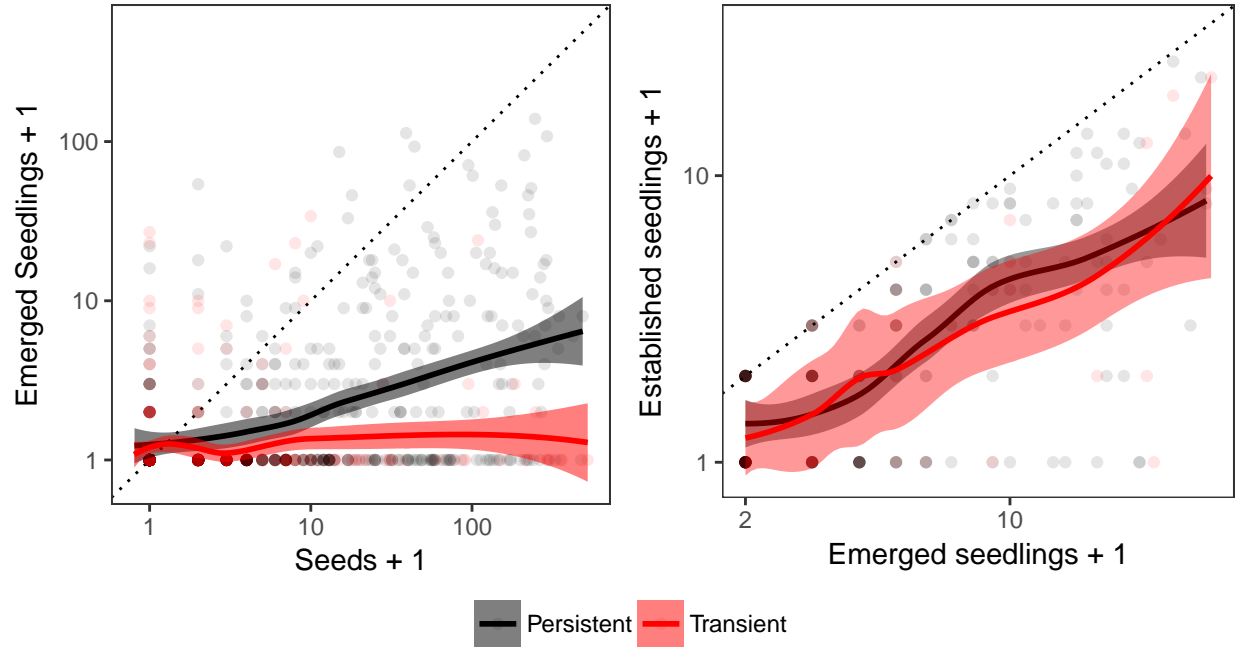 Emerged Seedlings + 1
100
10
1
1
10
100
Seeds + 1
Established seedlings + 1
10
1
2
10
Emerged seedlings + 1
Persistent
Transient